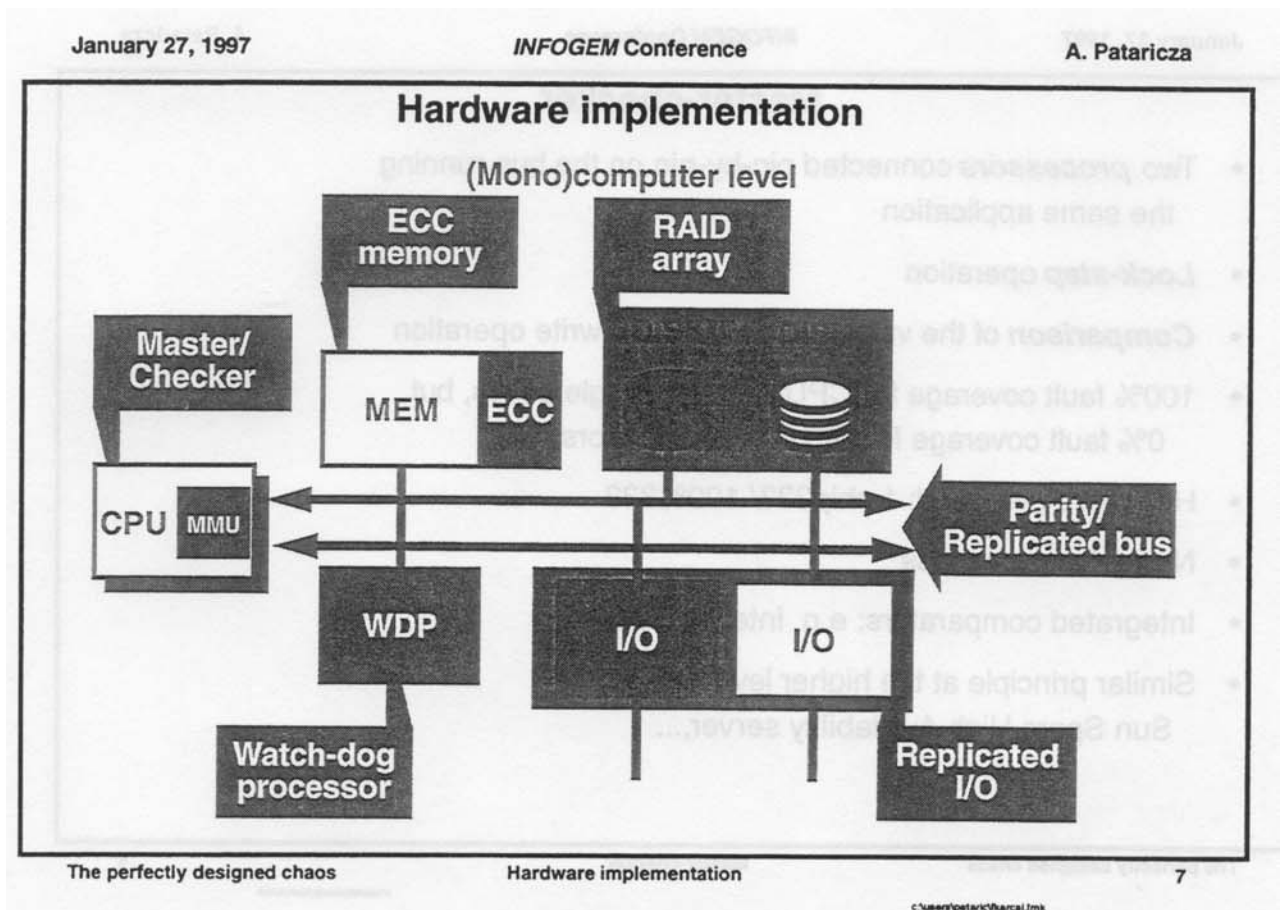 January 27, 1997 INFOGEM Conference A. Pataricza
Hardware implementation
(Mono)computer level
ECC
memory
RAID
array
Master/
Checker
MEM
ECC
CPU
MMU
Parity/
Replicated bus
WDP
I/O
I/O
Watch-dog
processor
Replicated
I/O
The perfectly designed chaos Hardware implementation 7